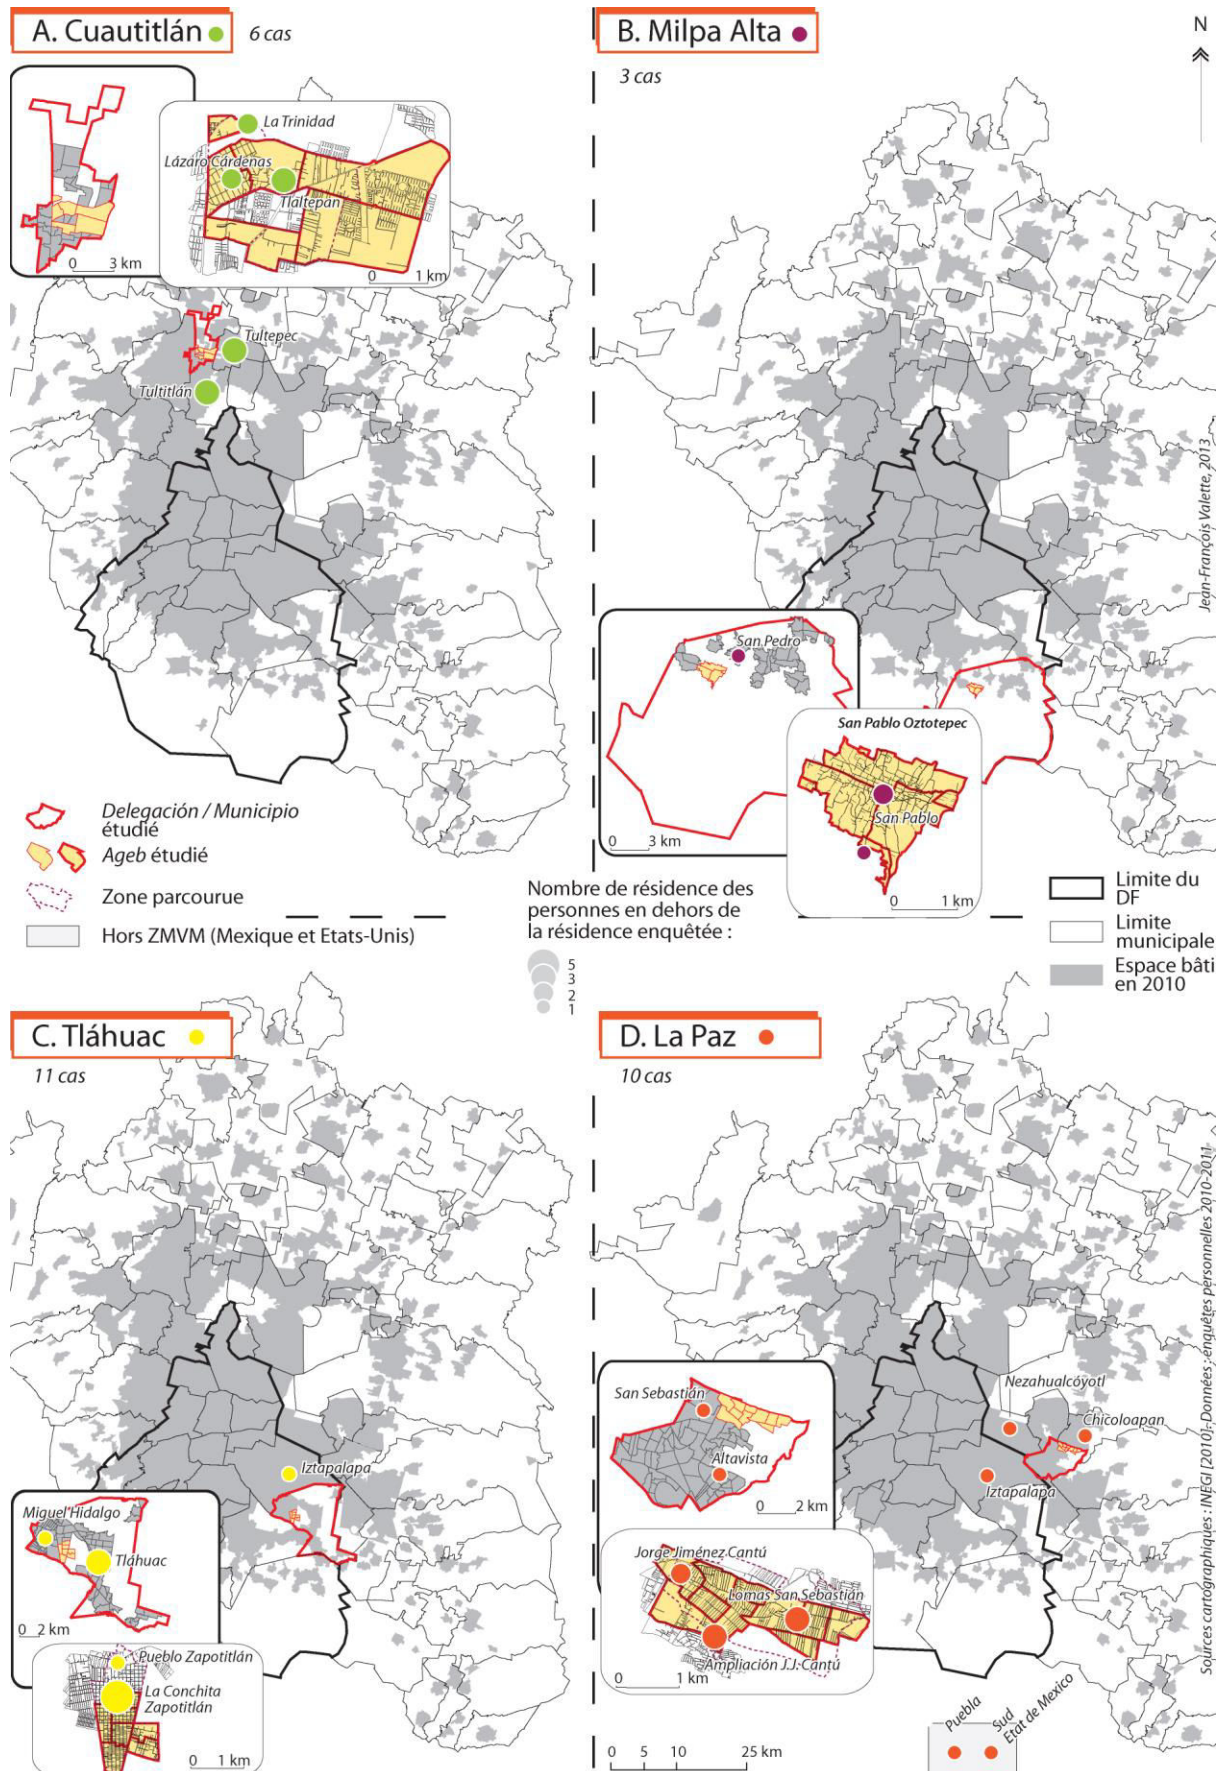 A. Cuautitlán
6 cas
La Trinidad
Lázaro Cárdenas
Tlaltepan
0 3 km
0 1 km
Tultepec
Tultitlán
B. Milpa Alta
3 cas
N
San Pedro
San Pablo Oztotepec
San Pablo
0 3 km
0 1 km
Jean-François Valette, 2013
Delegación / Municipio
étudié
Ageb étudié
Zone parcourue
Hors ZMVM (Mexique et Etats-Unis)
Nombre de résidence des
personnes en dehors de
la résidence enquêtée :
5
3
2
1
Limite du
DF
Limite
municipale
Espace bâti
en 2010
C. Tláhuac
11 cas
Iztapalapa
Miguel Hidalgo
Tláhuac
0 2 km
Pueblo Zapotitlán
La Conchita
Zapotitlán
0 1 km
D. La Paz
10 cas
Nezahualcóyotl
Chicoloapan
Iztapalapa
San Sebastián
Altavista
0 2 km
Jorge Jiménez Cantú
Lomas San Sebastián
Ampliación J.J. Cantú
0 1 km
Puebla
Sud
Etat de Mexico
0 5 10 25 km
Sources cartographiques : INEGI [2010]. Données : enquêtes personnelles 2010-2011